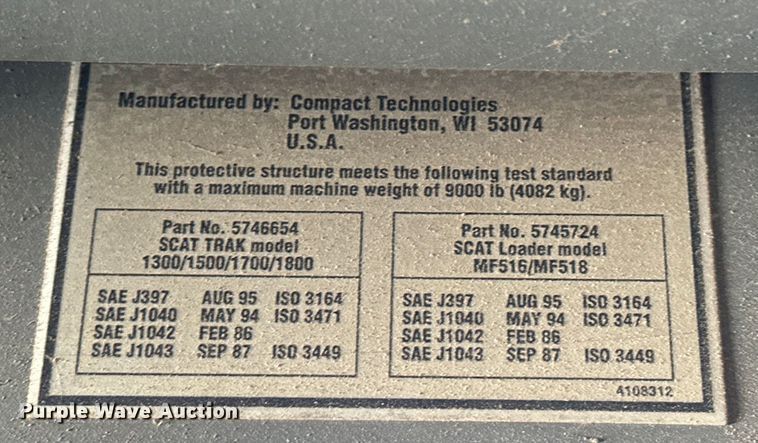 Manufactured by: Compact Technologies
Port Washington, WI 53074
U.S.A.
This protective structure meets the following test standard
with a maximum machine weight of 9000 lb (4082 kg).
Part No. 5746654
SCAT TRAK model
1300/1500/1700/1800
SAE J397 AUG 95 ISO 3164
SAE J1040 MAY 94 ISO 3471
SAE J1042 FEB 86
SAE J1043 SEP 87 ISO 3449
Part No. 5745724
SCAT Loader model
MF516/MF518
SAE J397 AUG 95 ISO 3164
SAE J1040 MAY 94 ISO 3471
SAE J1042 FEB 86
SAE J1043 SEP 87 ISO 3449
4108312
Purple Wave Auction